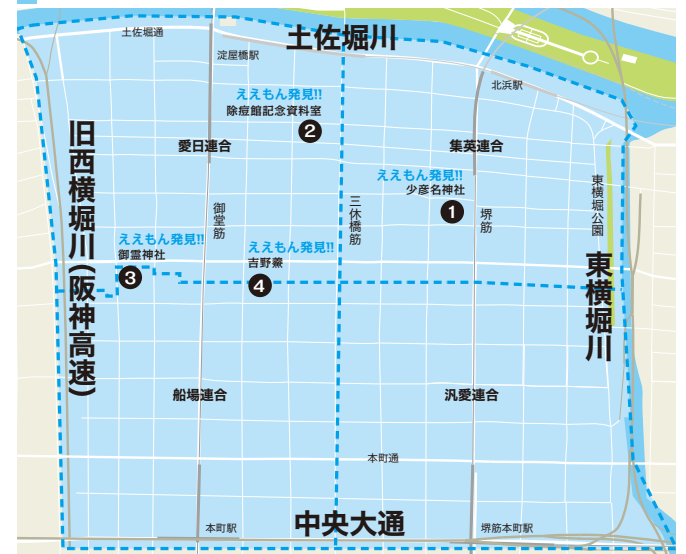 土佐堀通
土佐堀川
淀屋橋駅
北浜駅
ええもん発見!!
除痘館記念資料室
2
愛日連合
集英連合
旧西横堀川(阪神高速)
ええもん発見!!
少彦名神社
1
東横堀公園
御堂筋
三休橋筋
堺筋
ええもん発見!!
御霊神社
3
ええもん発見!!
吉野鮨
4
東横堀川
船場連合
汎愛連合
本町通
本町駅
中央大通
堺筋本町駅